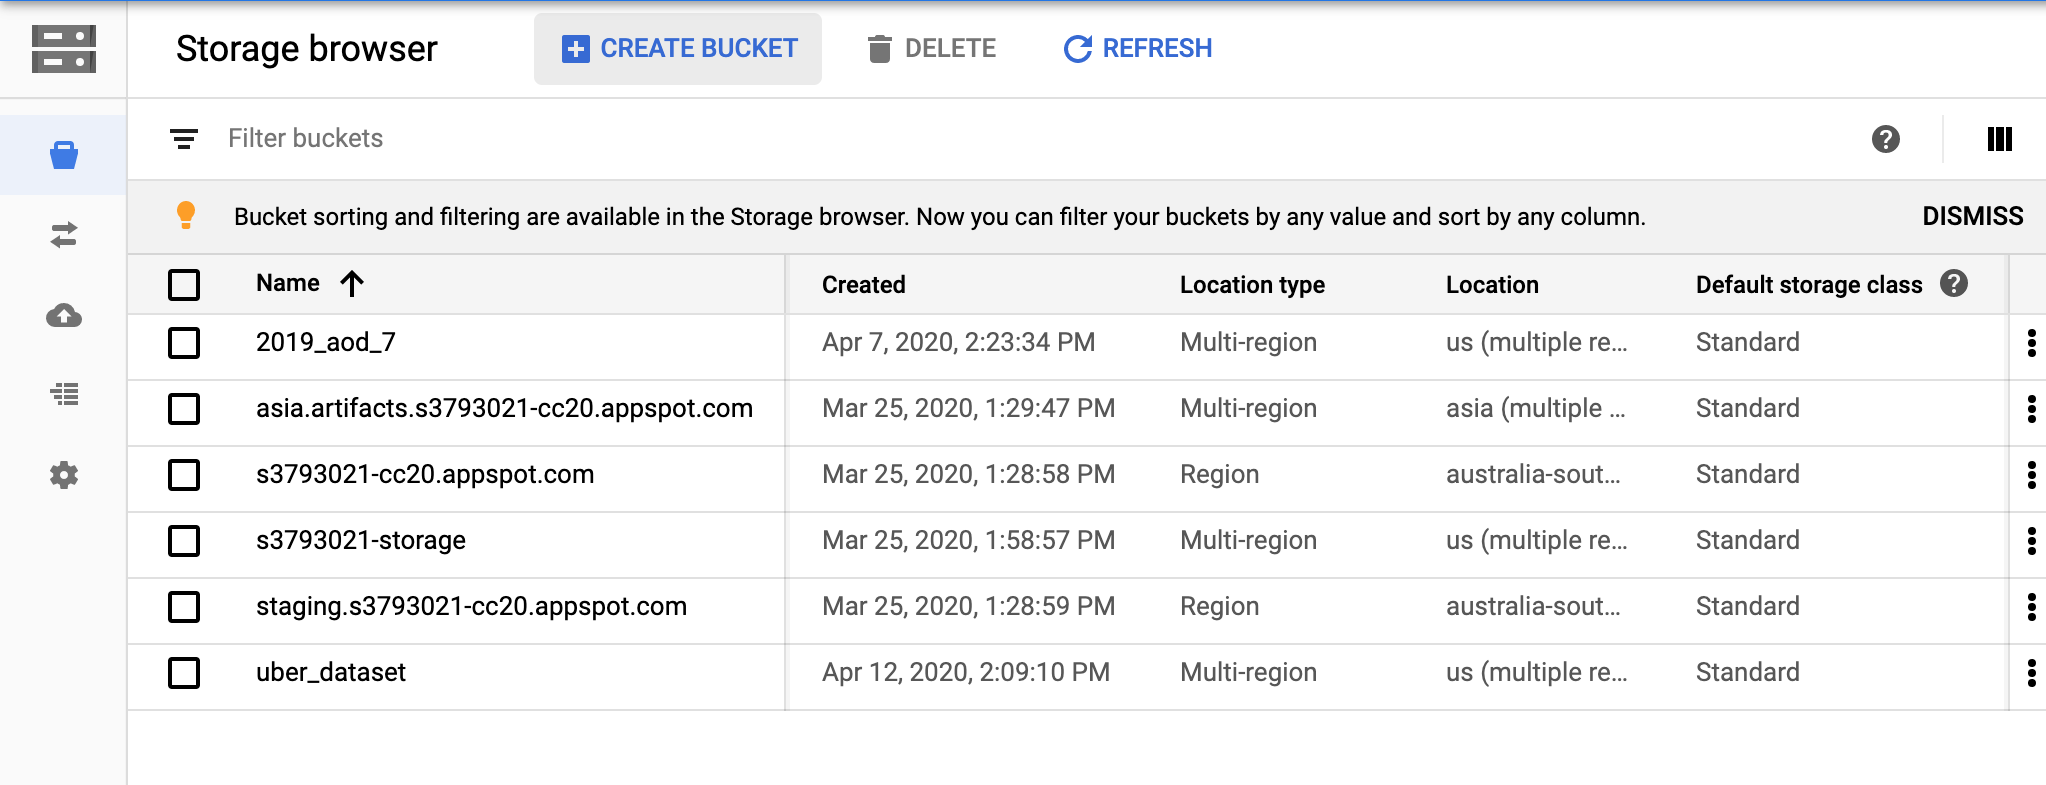 Storage browser CREATE BUCKET DELETE REFRESH
Filter buckets
Bucket sorting and filtering are available in the Storage browser. Now you can filter your buckets by any value and sort by any column. DISMISS
Name Created Location type Location Default storage class
2019_aod_7 Apr 7, 2020, 2:23:34 PM Multi-region us (multiple re... Standard
asia.artifacts.s3793021-cc20.appspot.com Mar 25, 2020, 1:29:47 PM Multi-region asia (multiple ... Standard
s3793021-cc20.appspot.com Mar 25, 2020, 1:28:58 PM Region australia-sout... Standard
s3793021-storage Mar 25, 2020, 1:58:57 PM Multi-region us (multiple re... Standard
staging.s3793021-cc20.appspot.com Mar 25, 2020, 1:28:59 PM Region australia-sout... Standard
uber_dataset Apr 12, 2020, 2:09:10 PM Multi-region us (multiple re... Standard